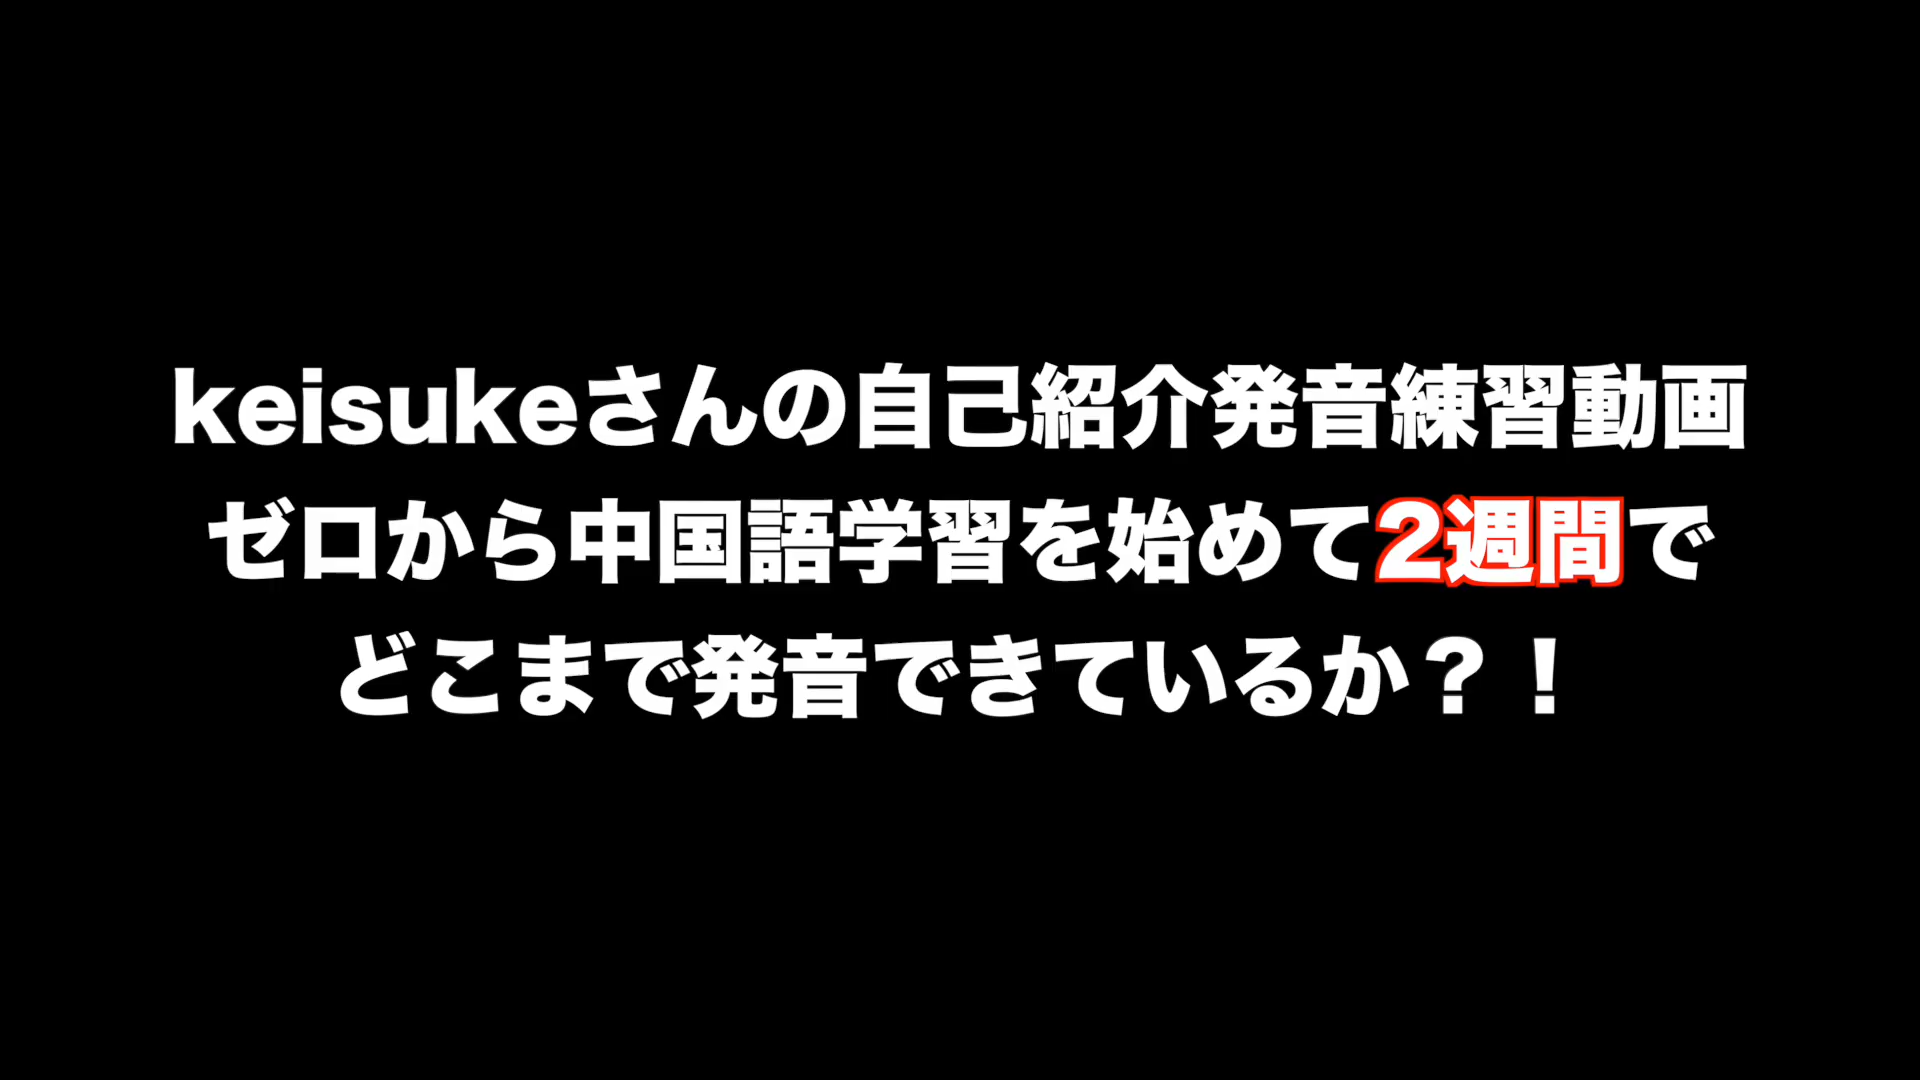 keisukeさんの自己紹介発音練習動画
ゼロから中国語学習を始めて2週間で
どこまで発音できているか？！